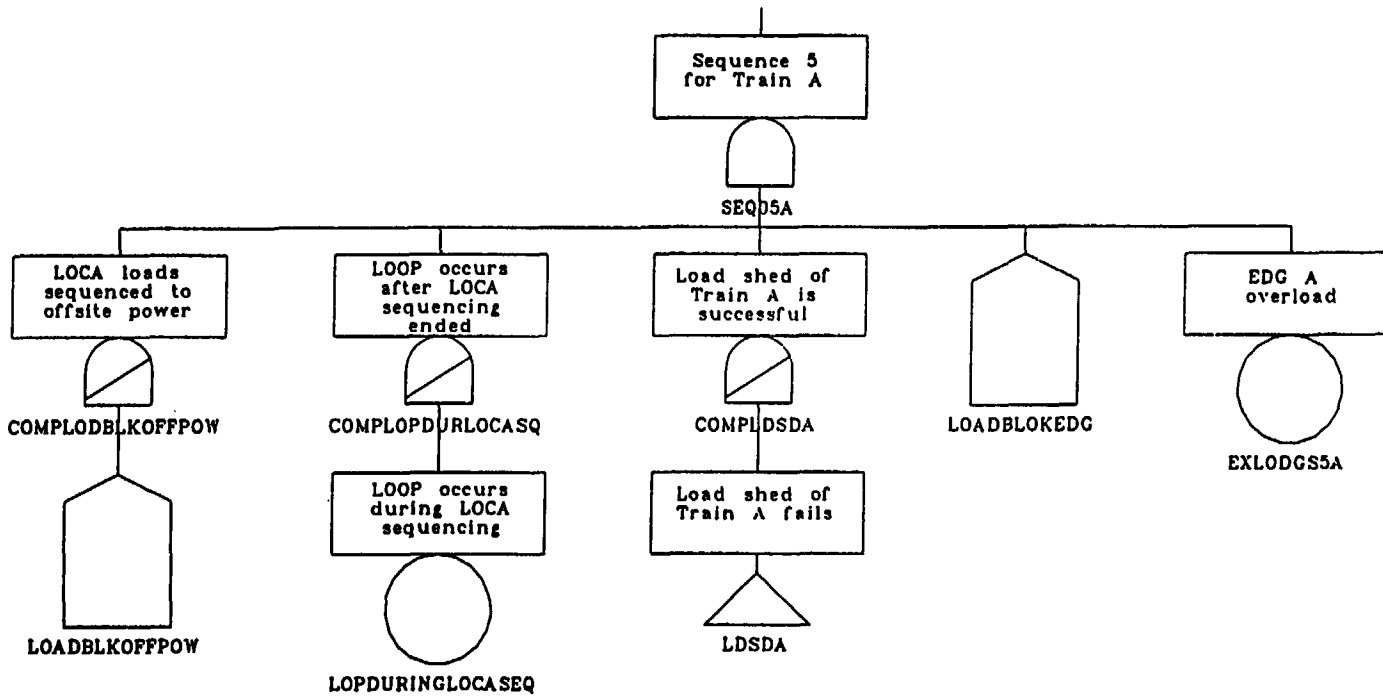 Sequence 5
for Train A
SEQ05A
LOCA loads
sequenced to
offsite power
LOOP occurs
after LOCA
sequencing
ended
Load shed of
Train A is
successful
EDG A
overload
COMPLODBLKOFFPOW
COMPLOPDURLOCASQ
COMPLDSDA
LOADBLOKEDG
EXLODGS5A
LOOP occurs
during LOCA
sequencing
Load shed of
Train A fails
LOADBLKOFFPOW
LOPDURINGLOCASEQ
LDSDA